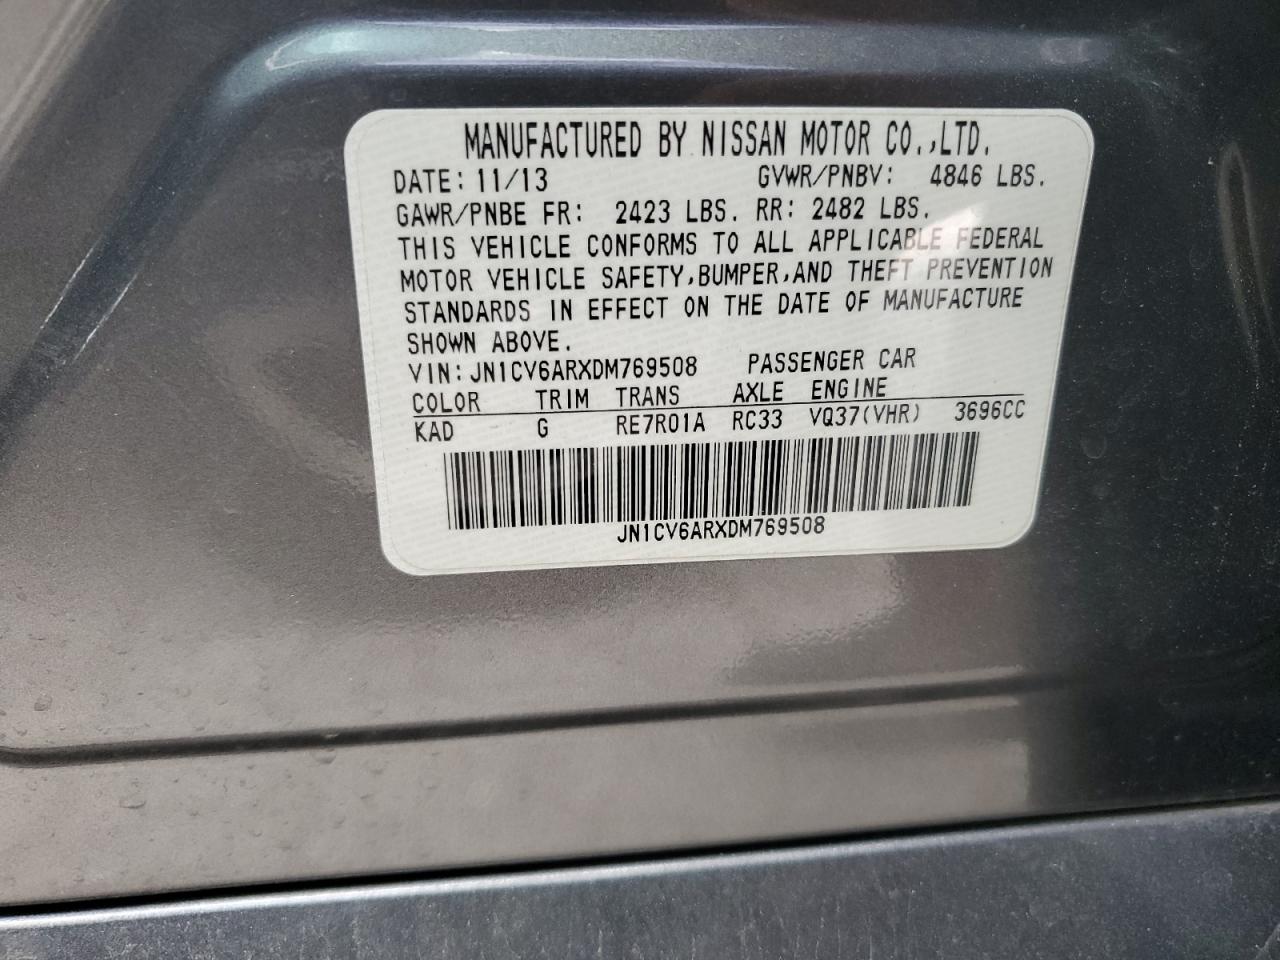 MANUFACTURED BY NISSAN MOTOR CO.,LTD.
DATE: 11/13 GVWR/PNBV: 4846 LBS.
GAWR/PNBE FR: 2423 LBS. RR: 2482 LBS.
THIS VEHICLE CONFORMS TO ALL APPLICABLE FEDERAL
MOTOR VEHICLE SAFETY,BUMPER,AND THEFT PREVENTION
STANDARDS IN EFFECT ON THE DATE OF MANUFACTURE
SHOWN ABOVE.
VIN: JN1CV6ARXDM769508 PASSENGER CAR
COLOR TRIM TRANS AXLE ENGINE
KAD G RE7R01A RC33 VQ37(VHR) 3696CC
JN1CV6ARXDM769508